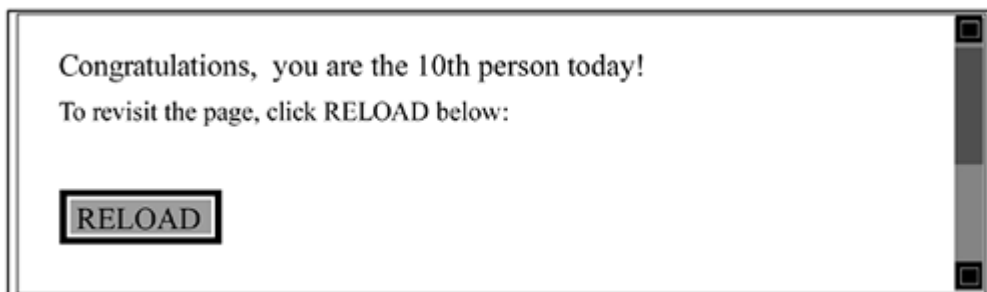 Congratulations, you are the 10th person today!
To revisit the page, click RELOAD below:
RELOAD